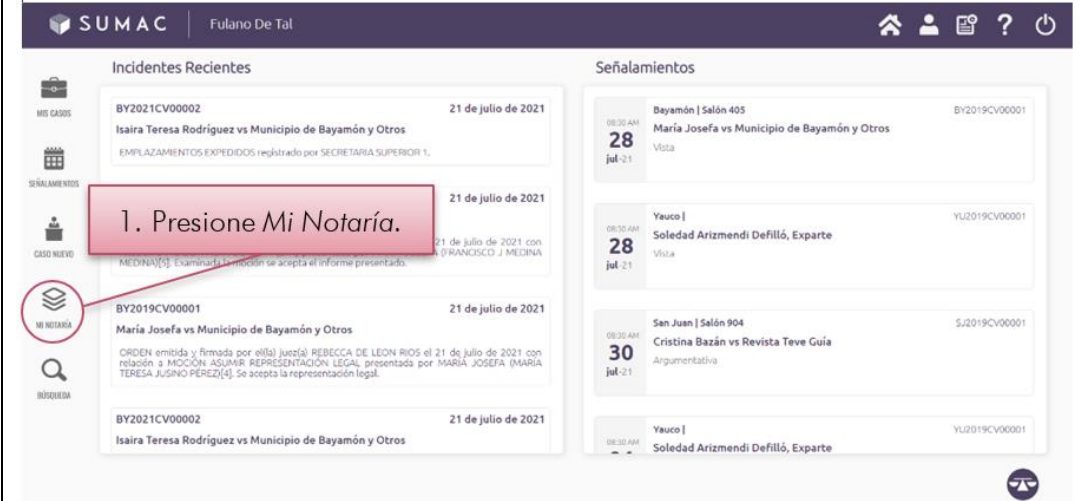 SUMAC
Fulano De Tal
?
MIS CASOS
SEÑALAMIENTOS
CASO NUEVO
MI NOTARÍA
BÚSQUEDA
Incidentes Recientes
BY2021CV00002 21 de julio de 2021
Isaira Teresa Rodríguez vs Municipio de Bayamón y Otros
EMPLAZAMIENTOS EXPEDIDOS registrado por SECRETARIA SUPERIOR 1.
21 de julio de 2021
1. Presione Mi Notaría.
21 de julio de 2021 con
(FRANCISCO J MEDINA
MEDINA)[5]. Examinada la moción se acepta el informe presentado.
BY2019CV00001 21 de julio de 2021
María Josefa vs Municipio de Bayamón y Otros
ORDEN emitida y firmada por el(la) juez(a) REBECCA DE LEON RIOS el 21 de julio de 2021 con
relación a MOCIÓN ASUMIR REPRESENTACIÓN LEGAL presentada por MARÍA JOSEFA (MARIA
TERESA JUSINO PÉREZ)[4]. Se acepta la representación legal.
BY2021CV00002 21 de julio de 2021
Isaira Teresa Rodríguez vs Municipio de Bayamón y Otros
Señalamientos
08:30 AM
28
jul-21
Bayamón | Salón 405 BY2019CV00001
María Josefa vs Municipio de Bayamón y Otros
Vista
08:30 AM
28
jul-21
Yauco | YU2019CV00001
Soledad Arizmendi Defilló, Exparte
Vista
08:30 AM
30
jul-21
San Juan | Salón 904 SJ2019CV00001
Cristina Bazán vs Revista Teve Guía
Argumentativa
08:30 AM
Yauco | YU2019CV00001
Soledad Arizmendi Defilló, Exparte